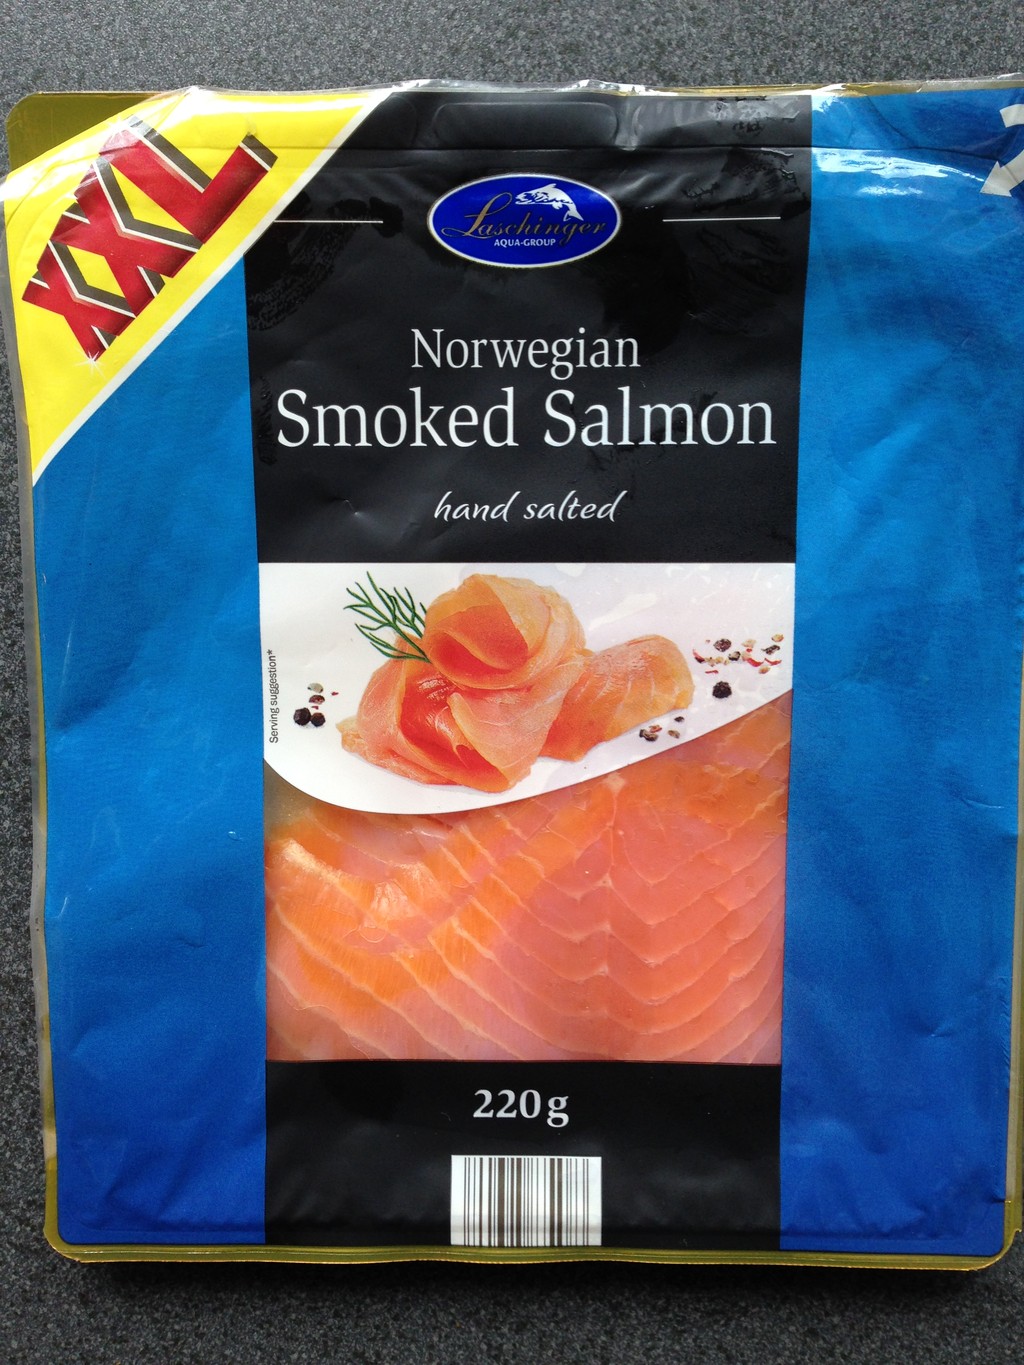 XXL
Laschinger
AQUA-GROUP
Norwegian
Smoked Salmon
hand salted
Serving suggestion*
220g